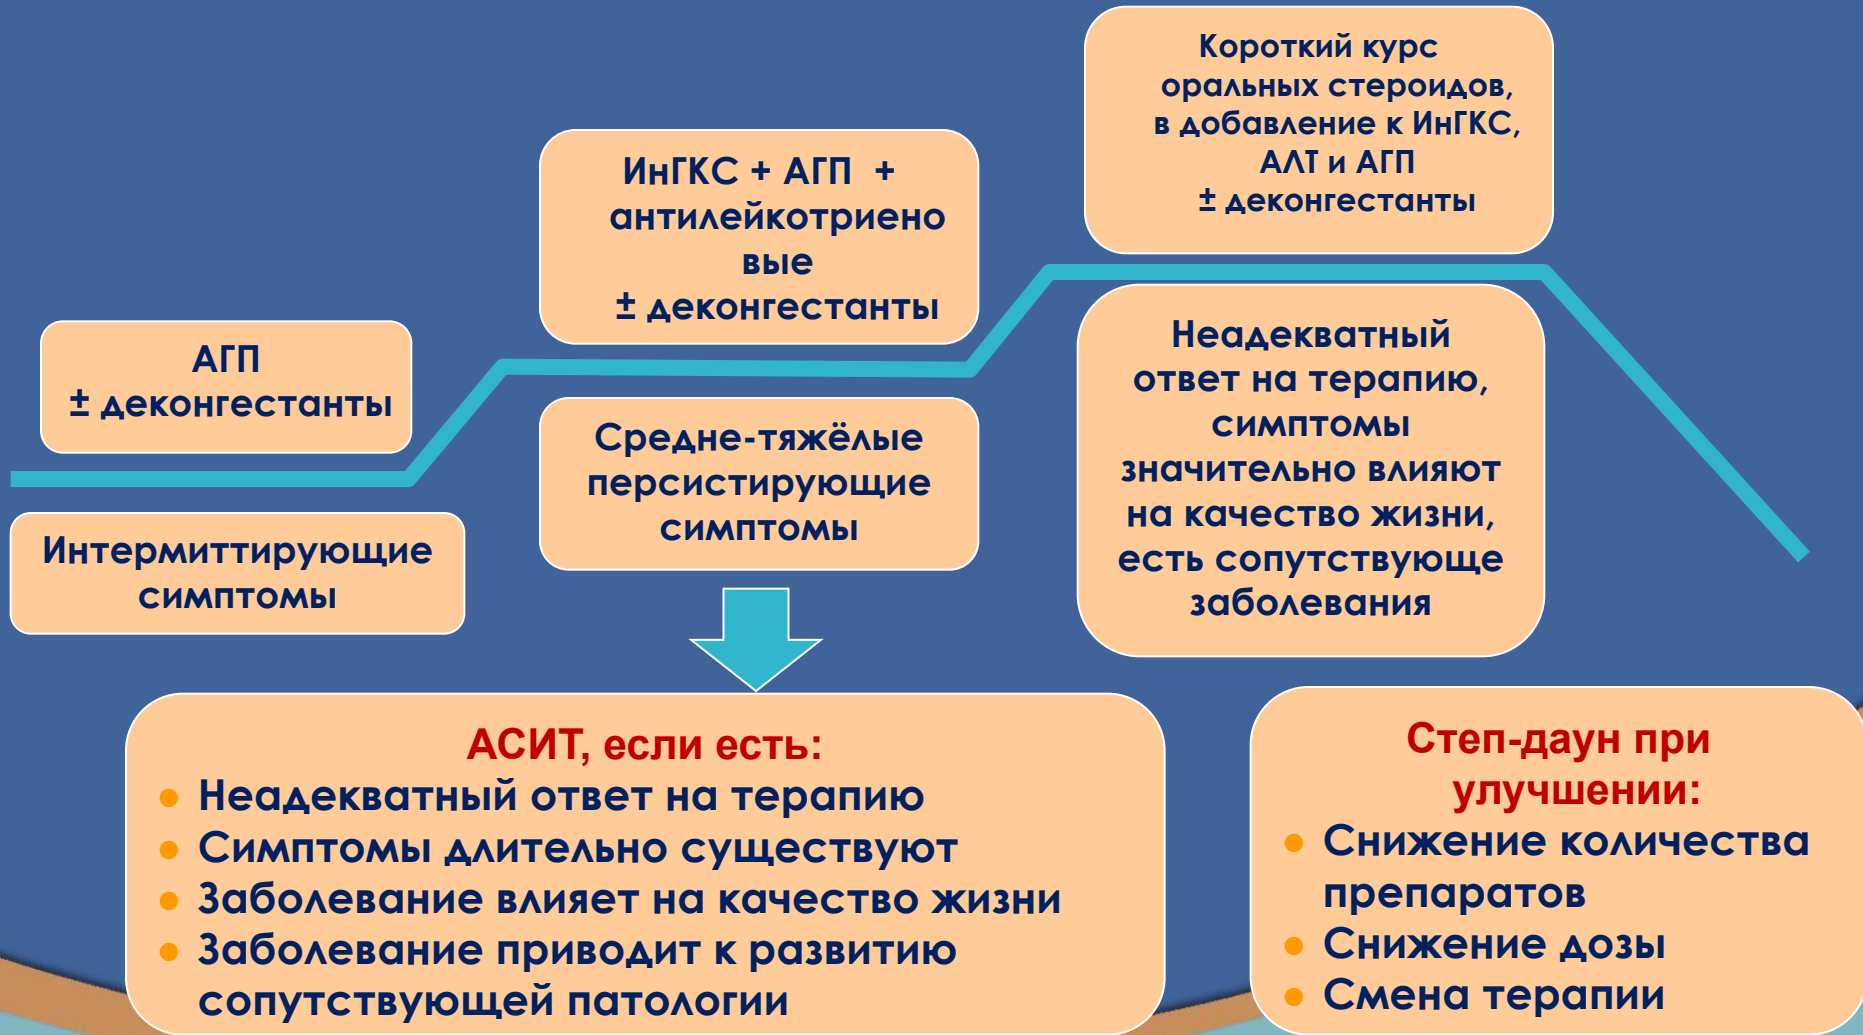 АГП
± деконгестанты
Интермиттирующие
симптомы
ИнГКС + АГП +
антилейкотриено
вые
± деконгестанты
Средне-тяжёлые
персистирующие
симптомы
Короткий курс
оральных стероидов,
в добавление к ИнГКС,
АЛТ и АГП
± деконгестанты
Неадекватный
ответ на терапию,
симптомы
значительно влияют
на качество жизни,
есть сопутствующе
заболевания
АСИТ, если есть:
● Неадекватный ответ на терапию
● Симптомы длительно существуют
● Заболевание влияет на качество жизни
● Заболевание приводит к развитию
сопутствующей патологии
Степ-даун при
улучшении:
● Снижение количества
препаратов
● Снижение дозы
● Смена терапии